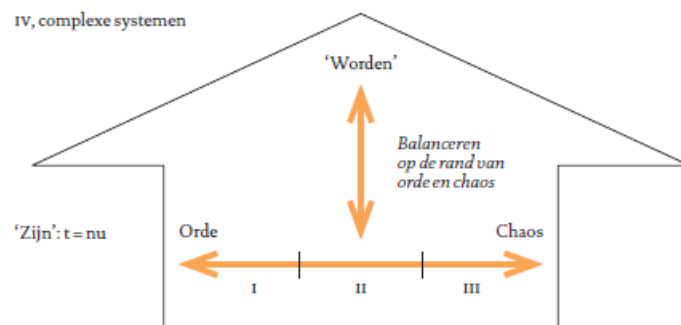 IV, complexe systemen
‘Worden’
Balanceren
op de rand van
orde en chaos
‘Zijn’: t = nu
Orde
Chaos
I
II
III